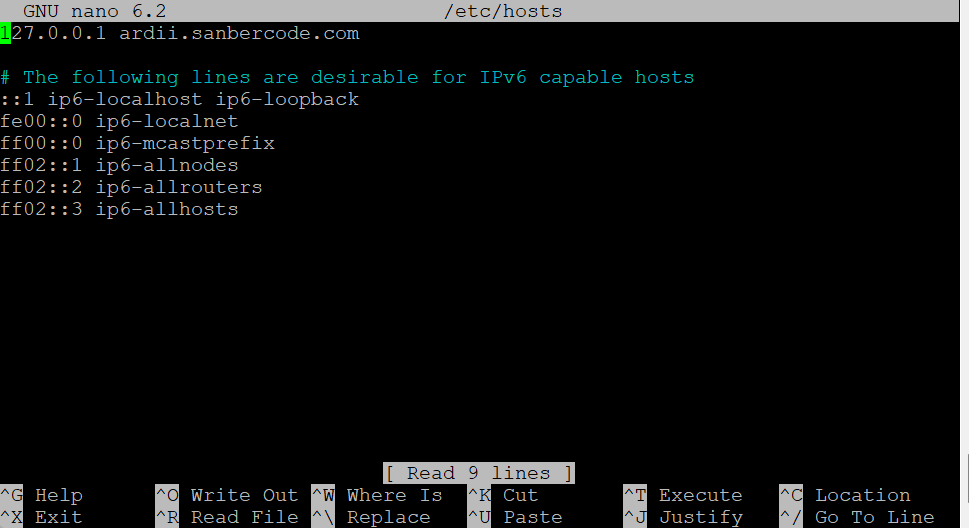 GNU nano 6.2 /etc/hosts
127.0.0.1 ardii.sanbercode.com
# The following lines are desirable for IPv6 capable hosts
::1 ip6-localhost ip6-loopback
fe00::0 ip6-localnet
ff00::0 ip6-mcastprefix
ff02::1 ip6-allnodes
ff02::2 ip6-allrouters
ff02::3 ip6-allhosts
[ Read 9 lines ]
^G Help ^O Write Out ^W Where Is ^K Cut ^T Execute ^C Location
^X Exit ^R Read File ^\ Replace ^U Paste ^J Justify ^/ Go To Line